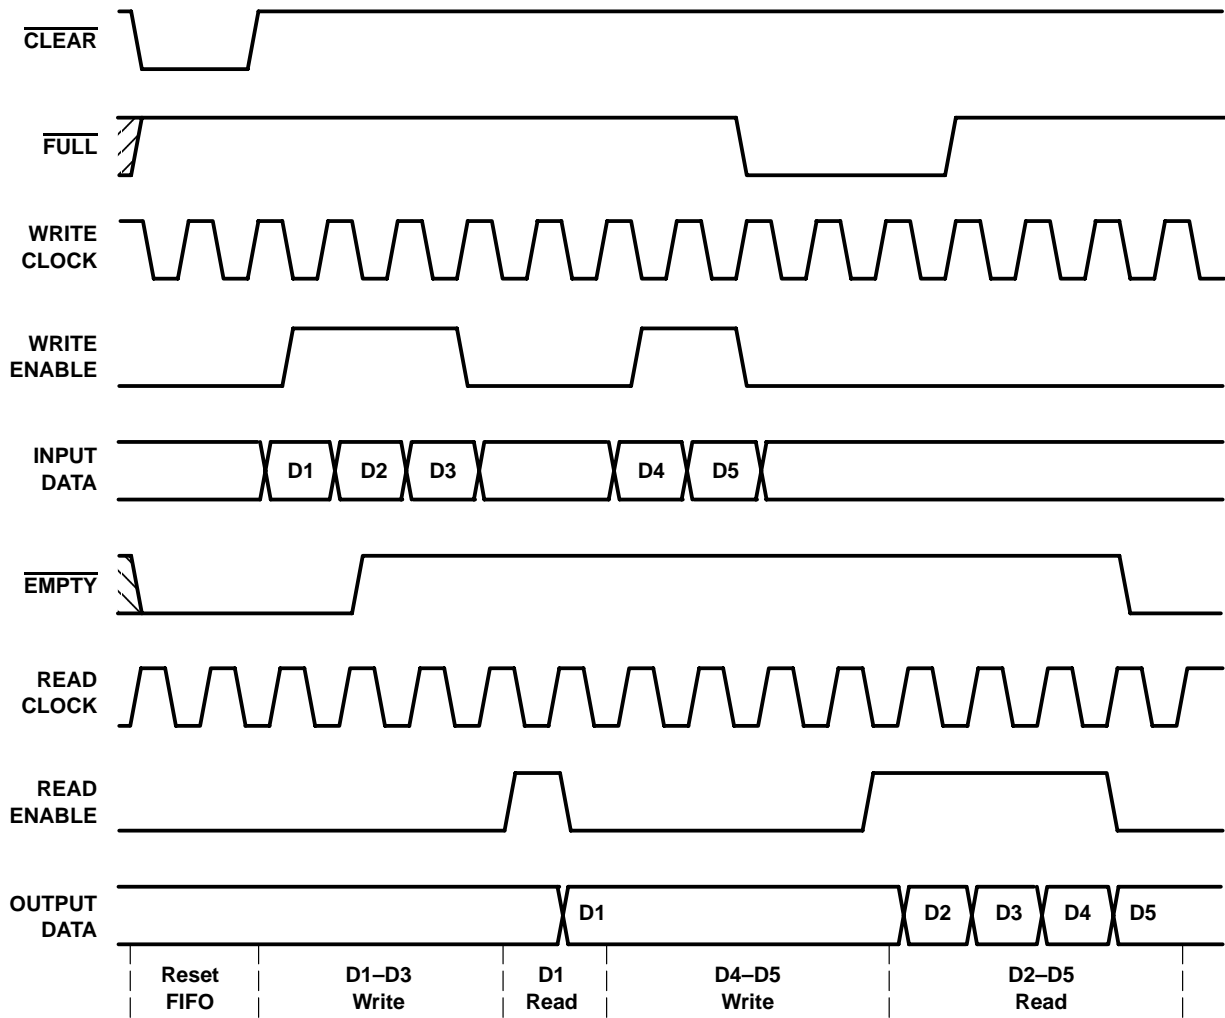 CLEAR
FULL
WRITE
CLOCK
WRITE
ENABLE
INPUT
DATA
D1 D2 D3 D4 D5
EMPTY
READ
CLOCK
READ
ENABLE
OUTPUT
DATA
D1 D2 D3 D4 D5
Reset
FIFO
D1–D3
Write
D1
Read
D4–D5
Write
D2–D5
Read